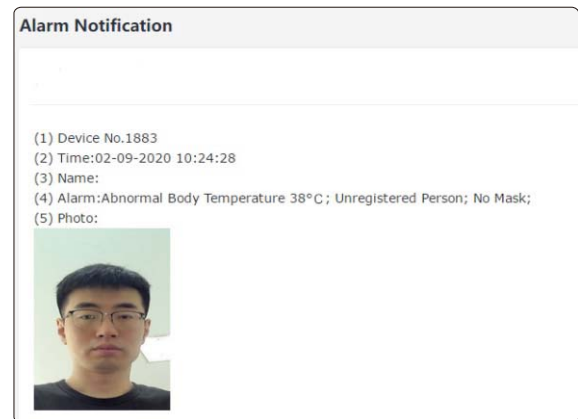 Alarm Notification
(1) Device No.1883
(2) Time:02-09-2020 10:24:28
(3) Name:
(4) Alarm:Abnormal Body Temperature 38°C; Unregistered Person; No Mask;
(5) Photo: